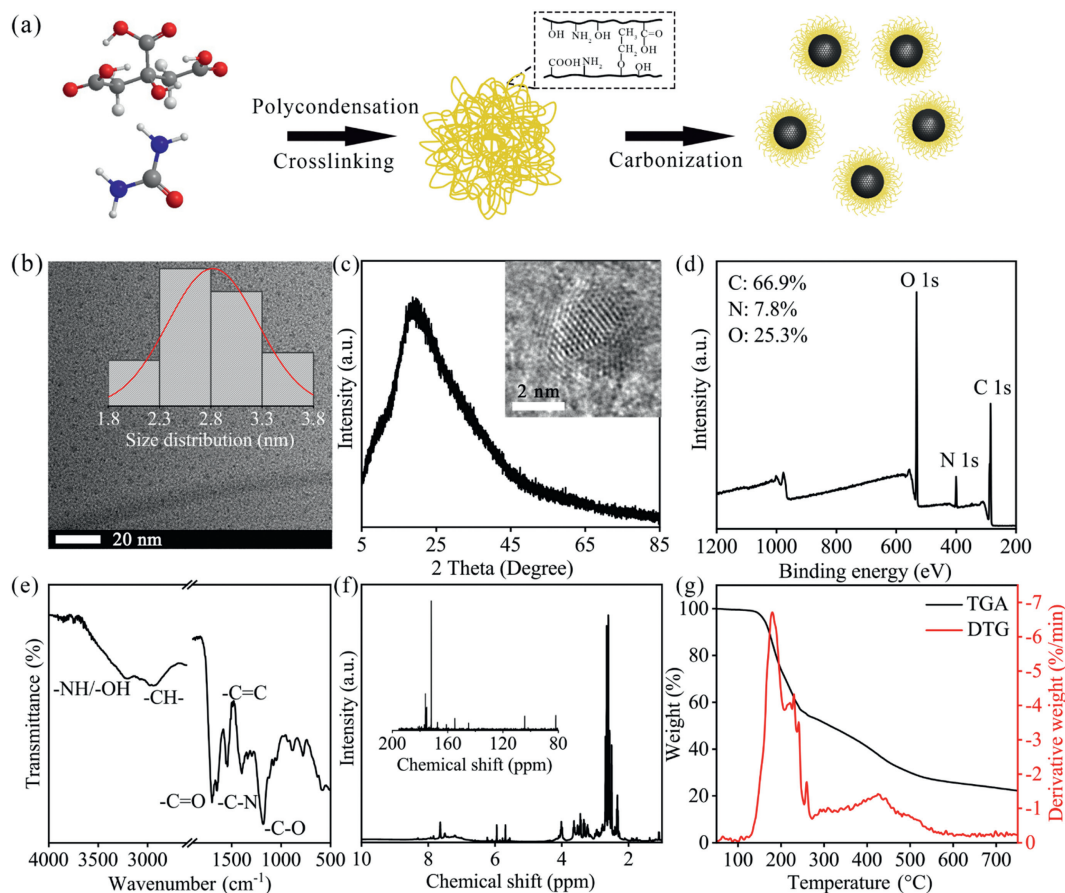 (a)
Polycondensation
Crosslinking
OH NH2 OH CH3 C=O
CH2 OH
COOH NH2 O OH
Carbonization
(b)
1.8 2.3 2.8 3.3 3.8
Size distribution (nm)
20 nm
(c)
Intensity (a.u.)
2 nm
5 25 45 65 85
2 Theta (Degree)
(d)
C: 66.9%
N: 7.8%
O: 25.3%
O 1s
N 1s
C 1s
Intensity (a.u.)
1200 1000 800 600 400 200
Binding energy (eV)
(e)
Transmittance (%)
-NH/-OH
-CH-
-C=C
-C=O
-C-N
-C-O
4000 3000 1500 1000 500
Wavenumber (cm-1)
(f)
Intensity (a.u.)
200 160 120 80
Chemical shift (ppm)
10 8 6 4 2
Chemical shift (ppm)
(g)
TGA
DTG
Weight (%)
100
80
60
40
20
0
Derivative weight (%/min)
-7
-6
-5
-4
-3
-2
-1
0
100 200 300 400 500 600 700
Temperature (°C)